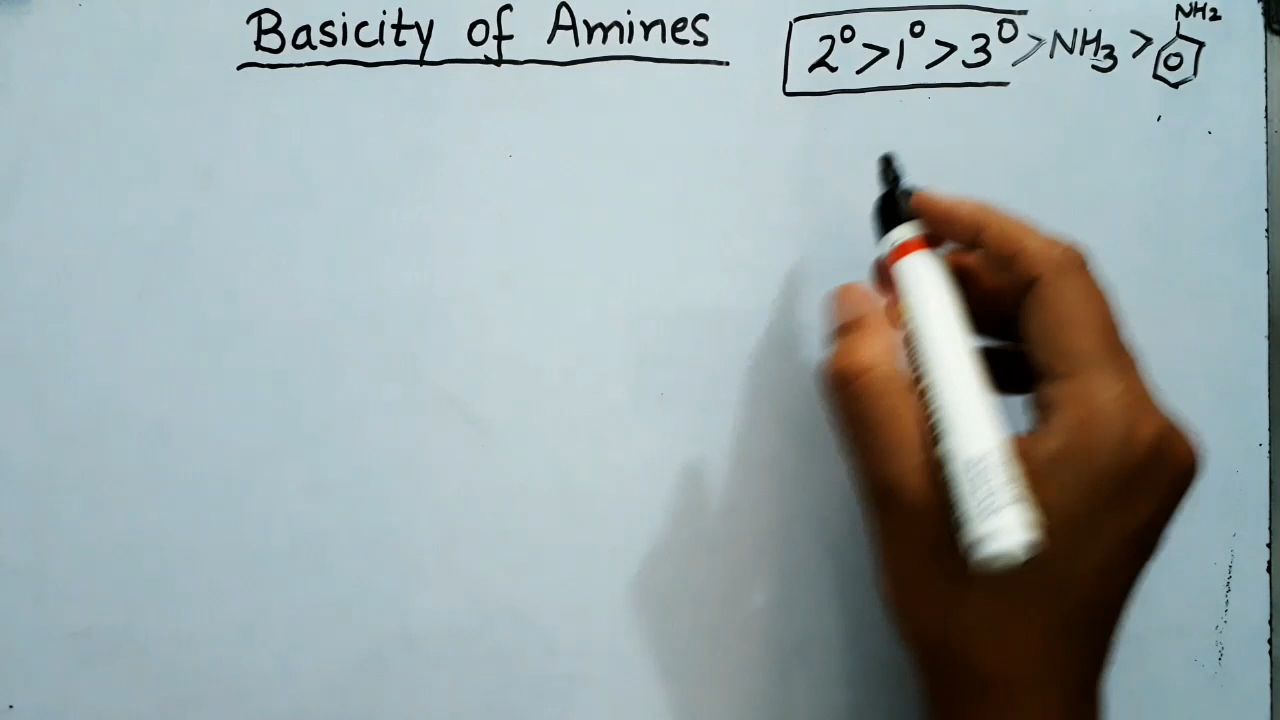 Basicity of Amines
2° > 1° > 3° > NH₃ >
NH₂